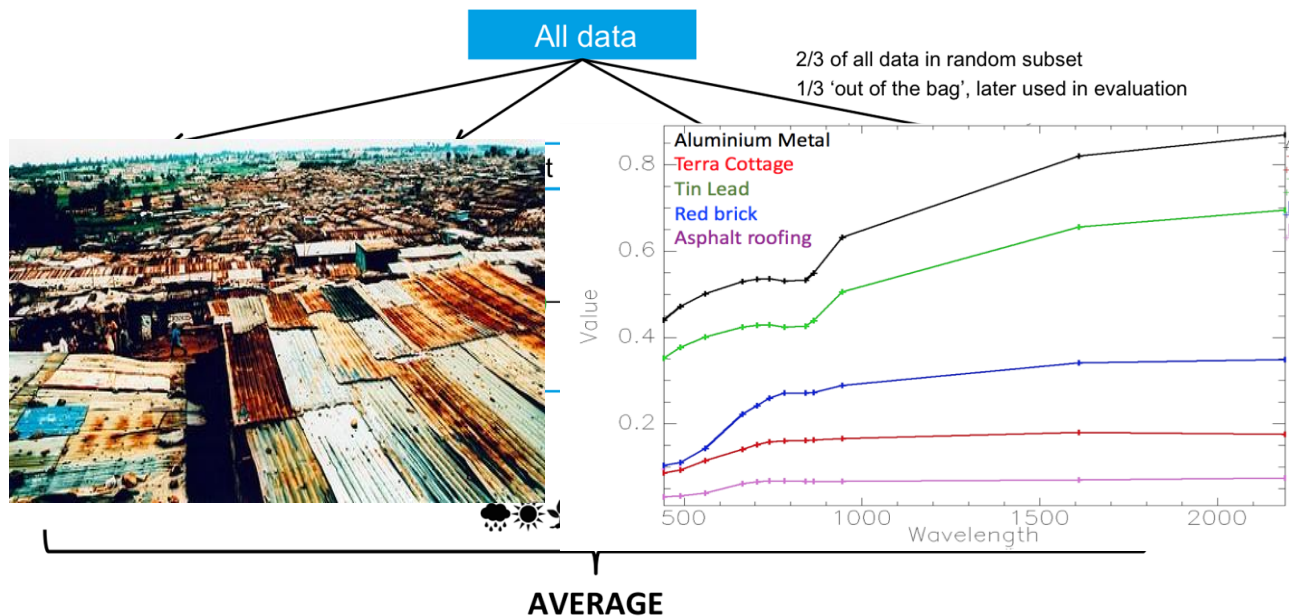 All data
2/3 of all data in random subset
1/3 ‘out of the bag’, later used in evaluation
t
Aluminium Metal
Terra Cottage
Tin Lead
Red brick
Asphalt roofing
0.8
0.6
0.4
0.2
Value
500 1000 1500 2000
Wavelength
AVERAGE